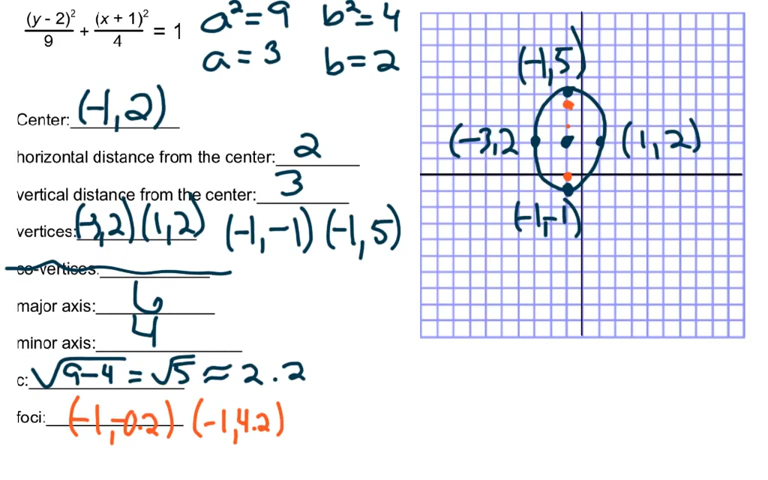 (y - 2)²/9 + (x + 1)²/4 = 1
a² = 9 b² = 4
a = 3 b = 2
Center: (-1, 2)
horizontal distance from the center: 2
vertical distance from the center: 3
vertices: (-3, 2) (1, 2) (-1, -1) (-1, 5)
co-vertices:
major axis: 6
minor axis: 4
c: √9-4 = √5 ≈ 2.2
foci: (-1, -0.2) (-1, 4.2)
(-1, 5)
(-3, 2 (1, 2)
(-1, -1)